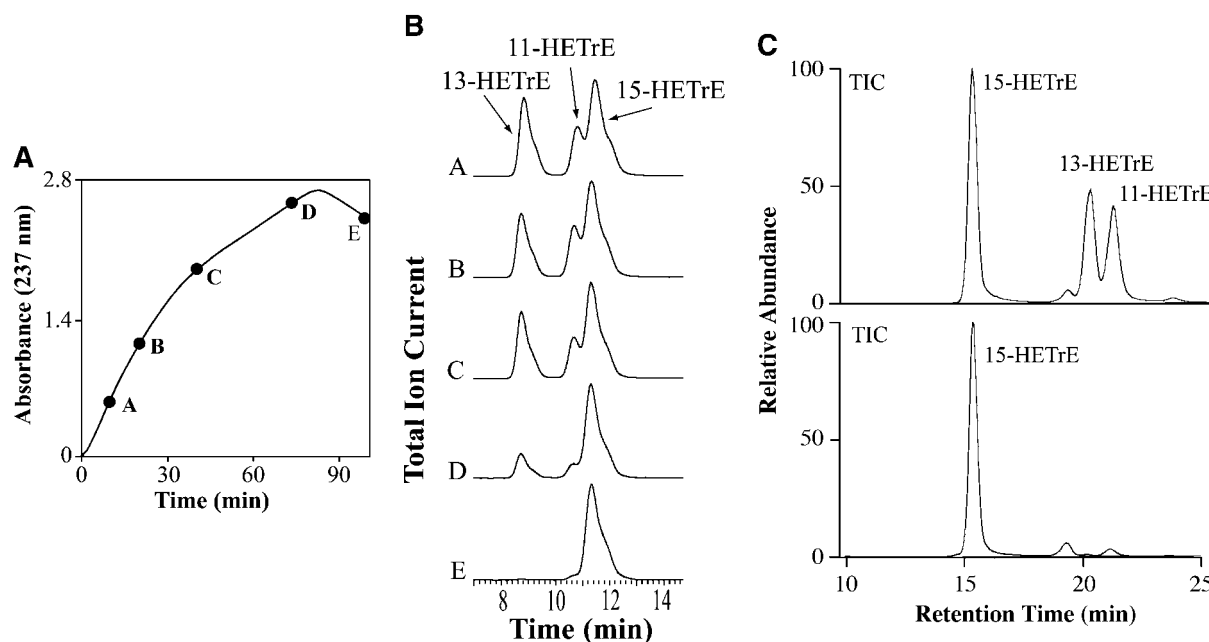 A
Absorbance (237 nm)
2.8
1.4
0
A
B
C
D
E
0 30 60 90
Time (min)
B
11-HETrE
13-HETrE
15-HETrE
Total Ion Current
A
B
C
D
E
8 10 11 12 14
Time (min)
C
Relative Abundance
100
50
0
TIC
15-HETrE
13-HETrE
11-HETrE
100
50
0
TIC
15-HETrE
10 15 20 25
Retention Time (min)